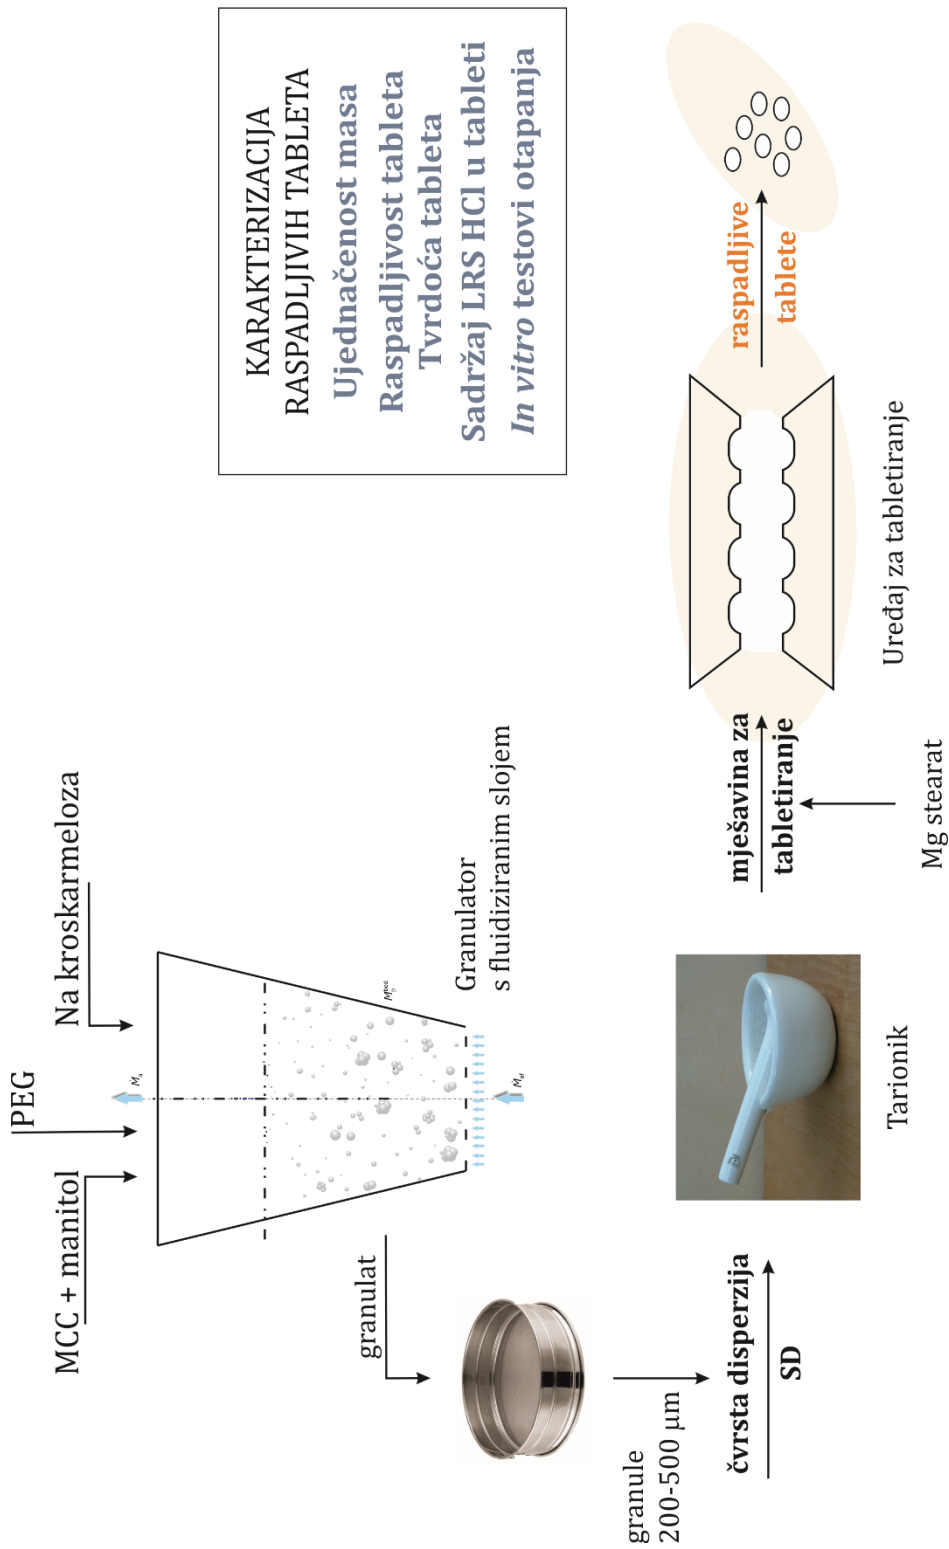 MCC + manitol
PEG
Na kroskarmeloza
Granulator
s fluidiziranim slojem
granulat
granule
200-500 μm
čvrsta disperzija
SD
Tarionik
mješavina za
tabletiranje
Mg stearat
Uređaj za tabletiranje
raspadljive
tablete
KARAKTERIZACIJA
RASPADLJIVIH TABLETA
Ujednačenost masa
Raspadljivost tableta
Tvrdoća tableta
Sadržaj LRS HCl u tableti
In vitro testovi otapanja